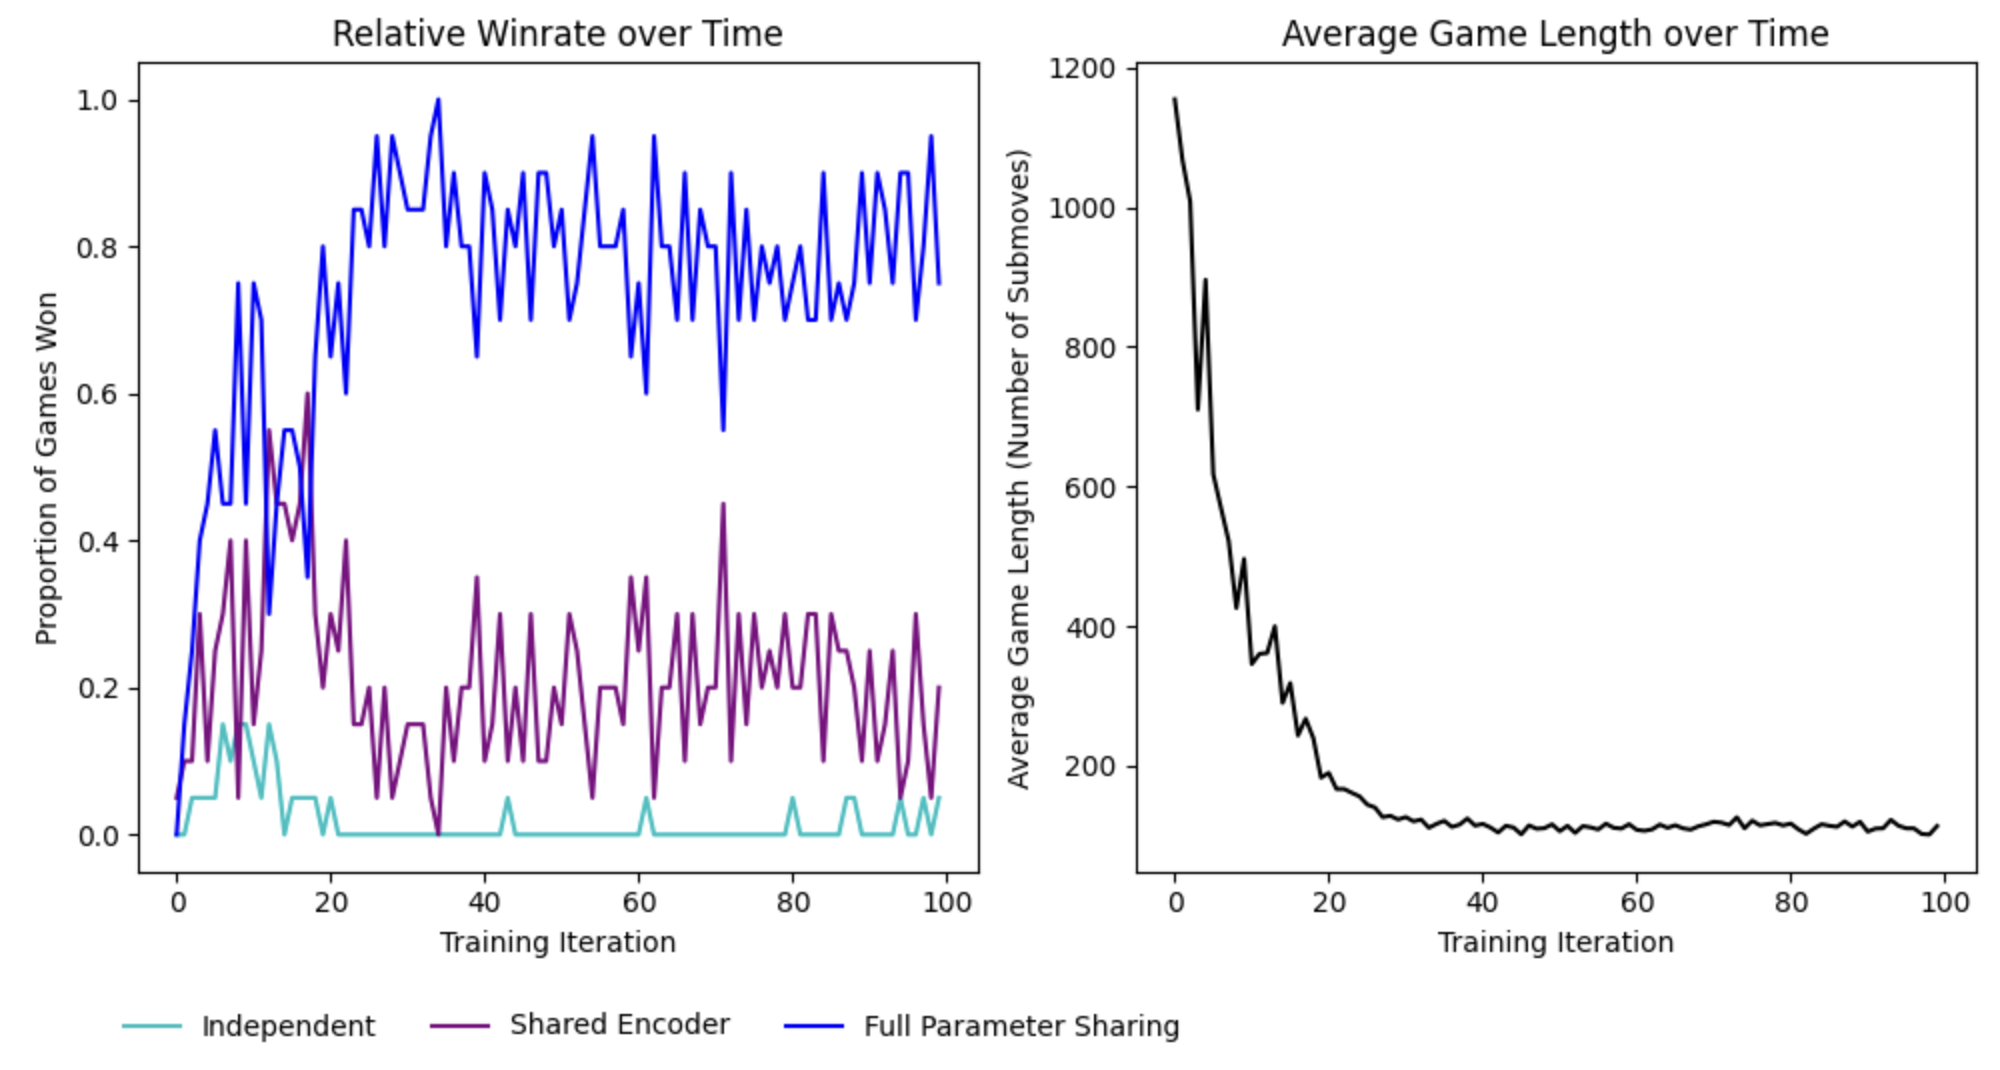 Relative Winrate over Time
Proportion of Games Won
1.0
0.8
0.6
0.4
0.2
0.0
0 20 40 60 80 100
Training Iteration
Average Game Length over Time
Average Game Length (Number of Submoves)
1200
1000
800
600
400
200
0 20 40 60 80 100
Training Iteration
Independent Shared Encoder Full Parameter Sharing